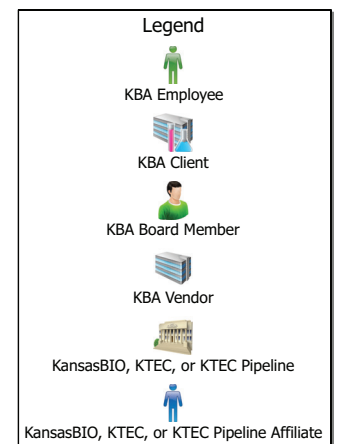 Legend
KBA Employee
KBA Client
KBA Board Member
KBA Vendor
KansasBIO, KTEC, or KTEC Pipeline
KansasBIO, KTEC, or KTEC Pipeline Affiliate